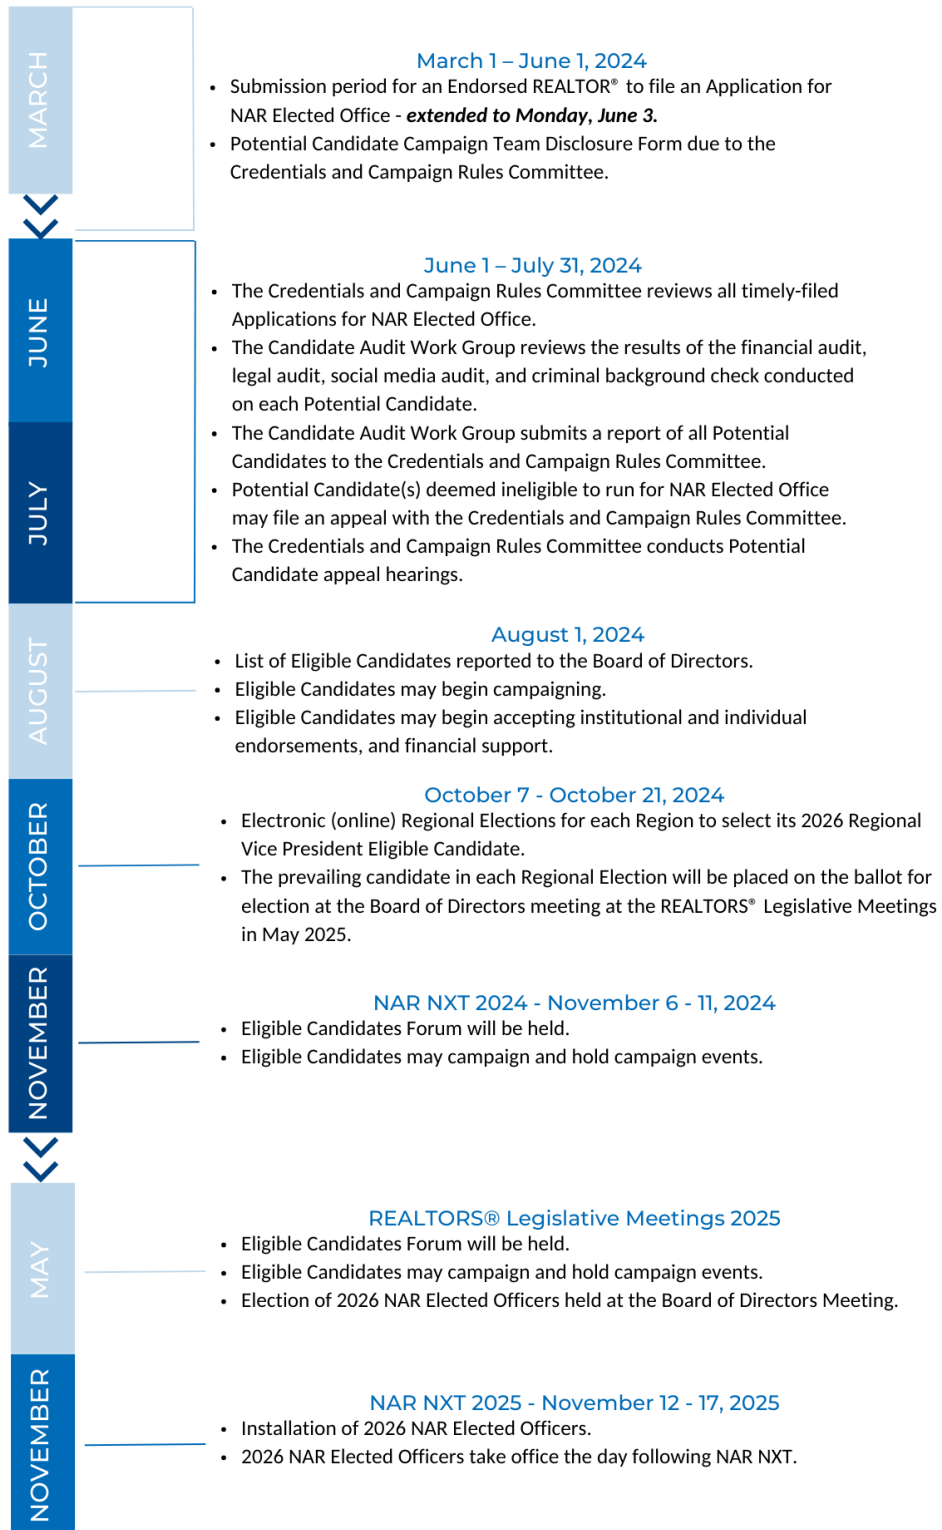 MARCH
March 1 – June 1, 2024
• Submission period for an Endorsed REALTOR® to file an Application for
NAR Elected Office - extended to Monday, June 3.
• Potential Candidate Campaign Team Disclosure Form due to the
Credentials and Campaign Rules Committee.
JUNE
JULY
June 1 – July 31, 2024
• The Credentials and Campaign Rules Committee reviews all timely-filed
Applications for NAR Elected Office.
• The Candidate Audit Work Group reviews the results of the financial audit,
legal audit, social media audit, and criminal background check conducted
on each Potential Candidate.
• The Candidate Audit Work Group submits a report of all Potential
Candidates to the Credentials and Campaign Rules Committee.
• Potential Candidate(s) deemed ineligible to run for NAR Elected Office
may file an appeal with the Credentials and Campaign Rules Committee.
• The Credentials and Campaign Rules Committee conducts Potential
Candidate appeal hearings.
AUGUST
August 1, 2024
• List of Eligible Candidates reported to the Board of Directors.
• Eligible Candidates may begin campaigning.
• Eligible Candidates may begin accepting institutional and individual
endorsements, and financial support.
OCTOBER
October 7 - October 21, 2024
• Electronic (online) Regional Elections for each Region to select its 2026 Regional
Vice President Eligible Candidate.
• The prevailing candidate in each Regional Election will be placed on the ballot for
election at the Board of Directors meeting at the REALTORS® Legislative Meetings
in May 2025.
NOVEMBER
NAR NXT 2024 - November 6 - 11, 2024
• Eligible Candidates Forum will be held.
• Eligible Candidates may campaign and hold campaign events.
MAY
REALTORS® Legislative Meetings 2025
• Eligible Candidates Forum will be held.
• Eligible Candidates may campaign and hold campaign events.
• Election of 2026 NAR Elected Officers held at the Board of Directors Meeting.
NOVEMBER
NAR NXT 2025 - November 12 - 17, 2025
• Installation of 2026 NAR Elected Officers.
• 2026 NAR Elected Officers take office the day following NAR NXT.